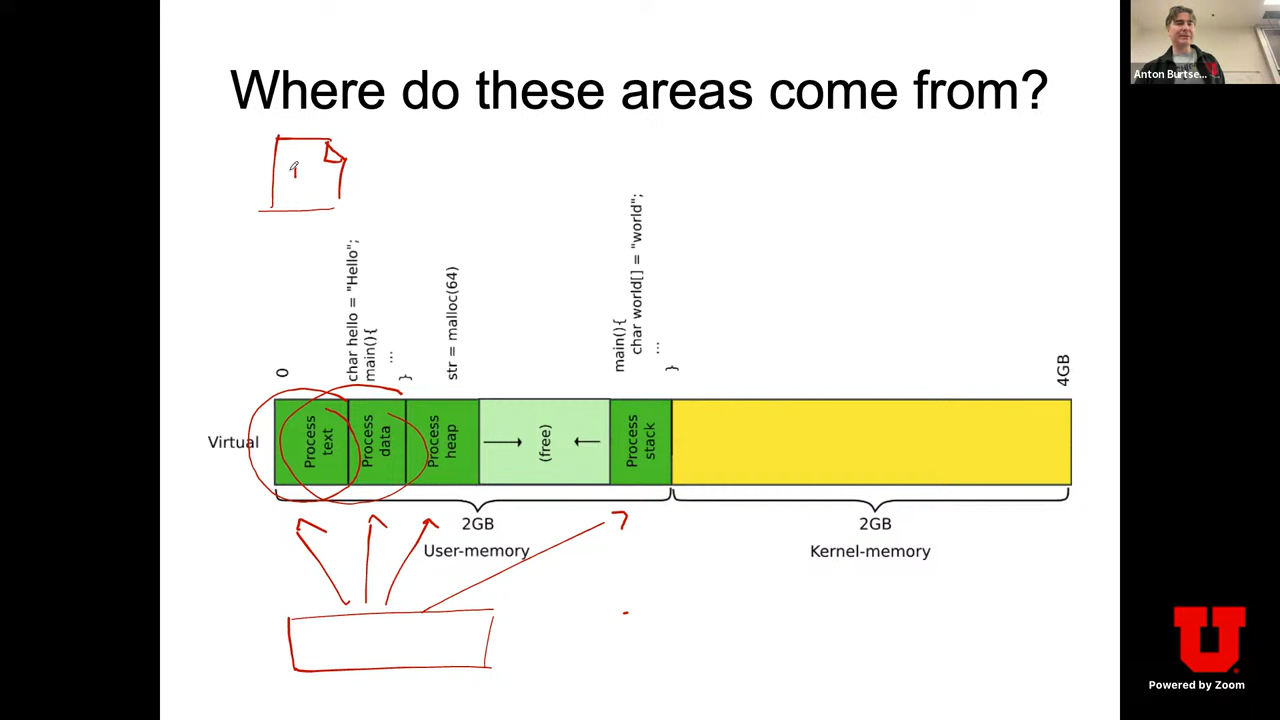 Where do these areas come from?
Anton Burtse...
0
char hello = "Hello";
main(){
...
}
str = malloc(64)
main(){
char world[] = "world";
...
}
4GB
Virtual
Process
text
Process
data
Process
heap
(free)
Process
stack
2GB
User-memory
2GB
Kernel-memory
U
Powered by Zoom